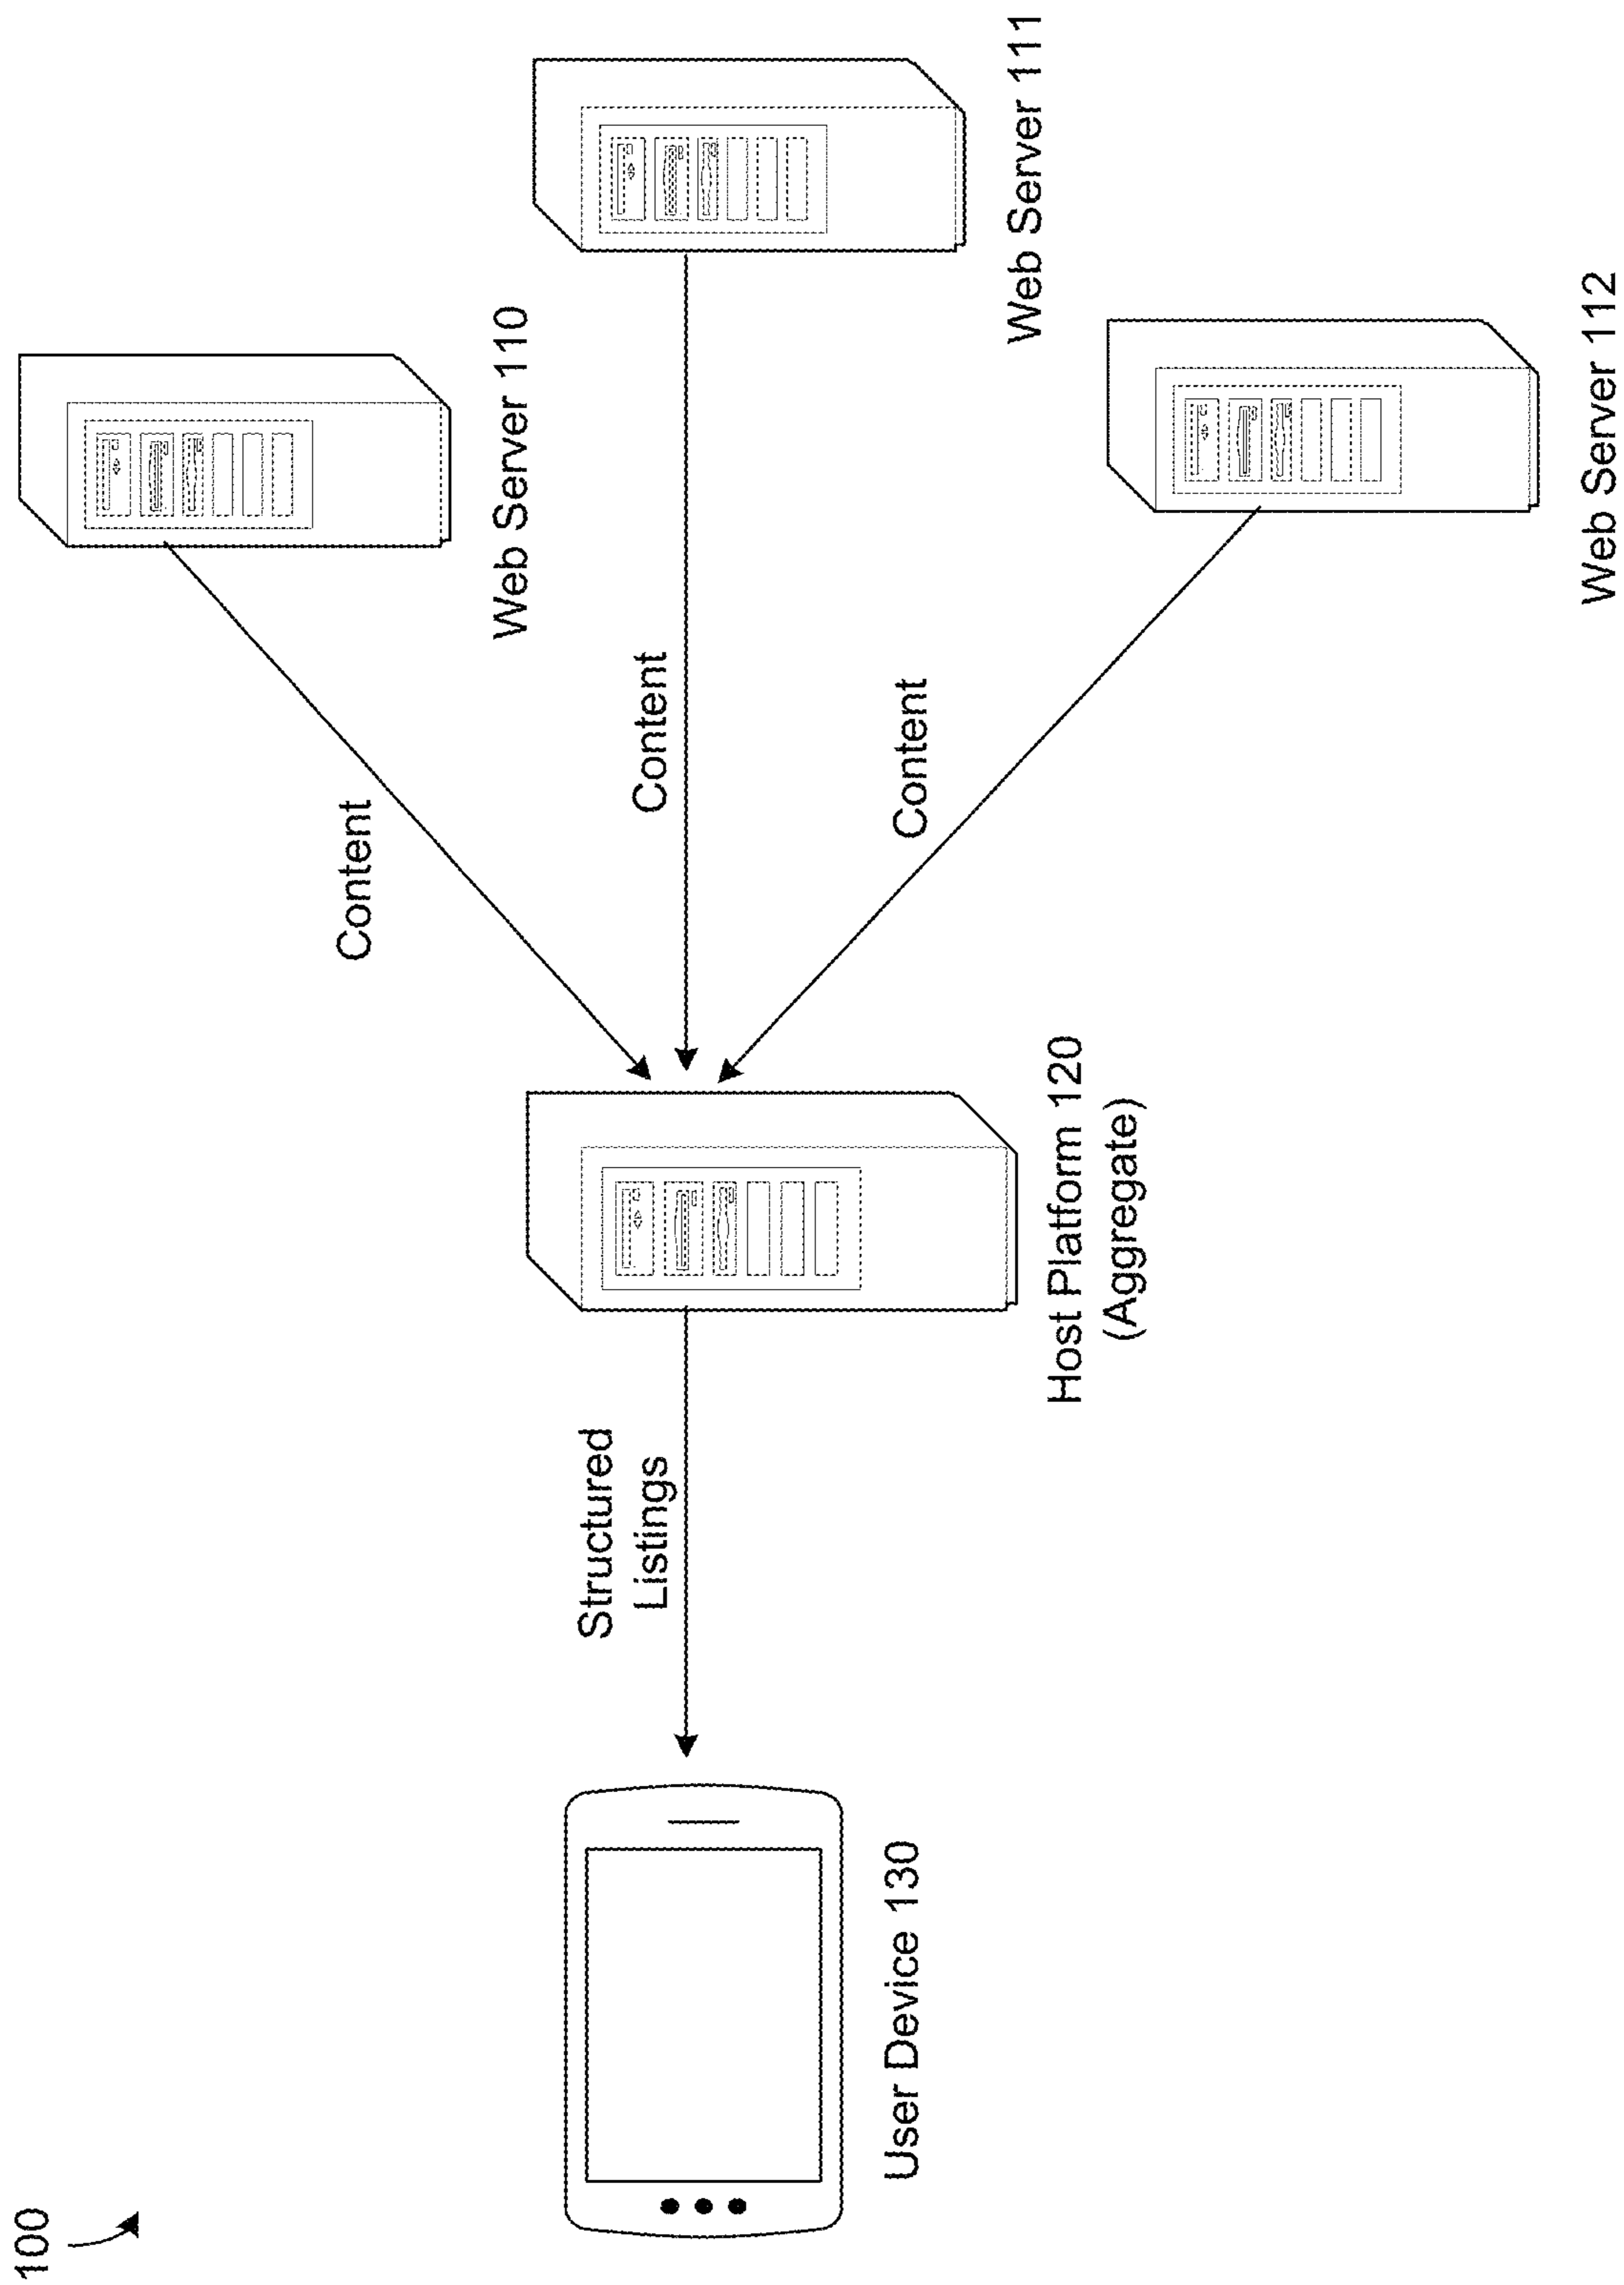 100
Content
Web Server 110
Structured
Listings
Content
User Device 130
Content
Web Server 111
Host Platform 120
(Aggregate)
Web Server 112